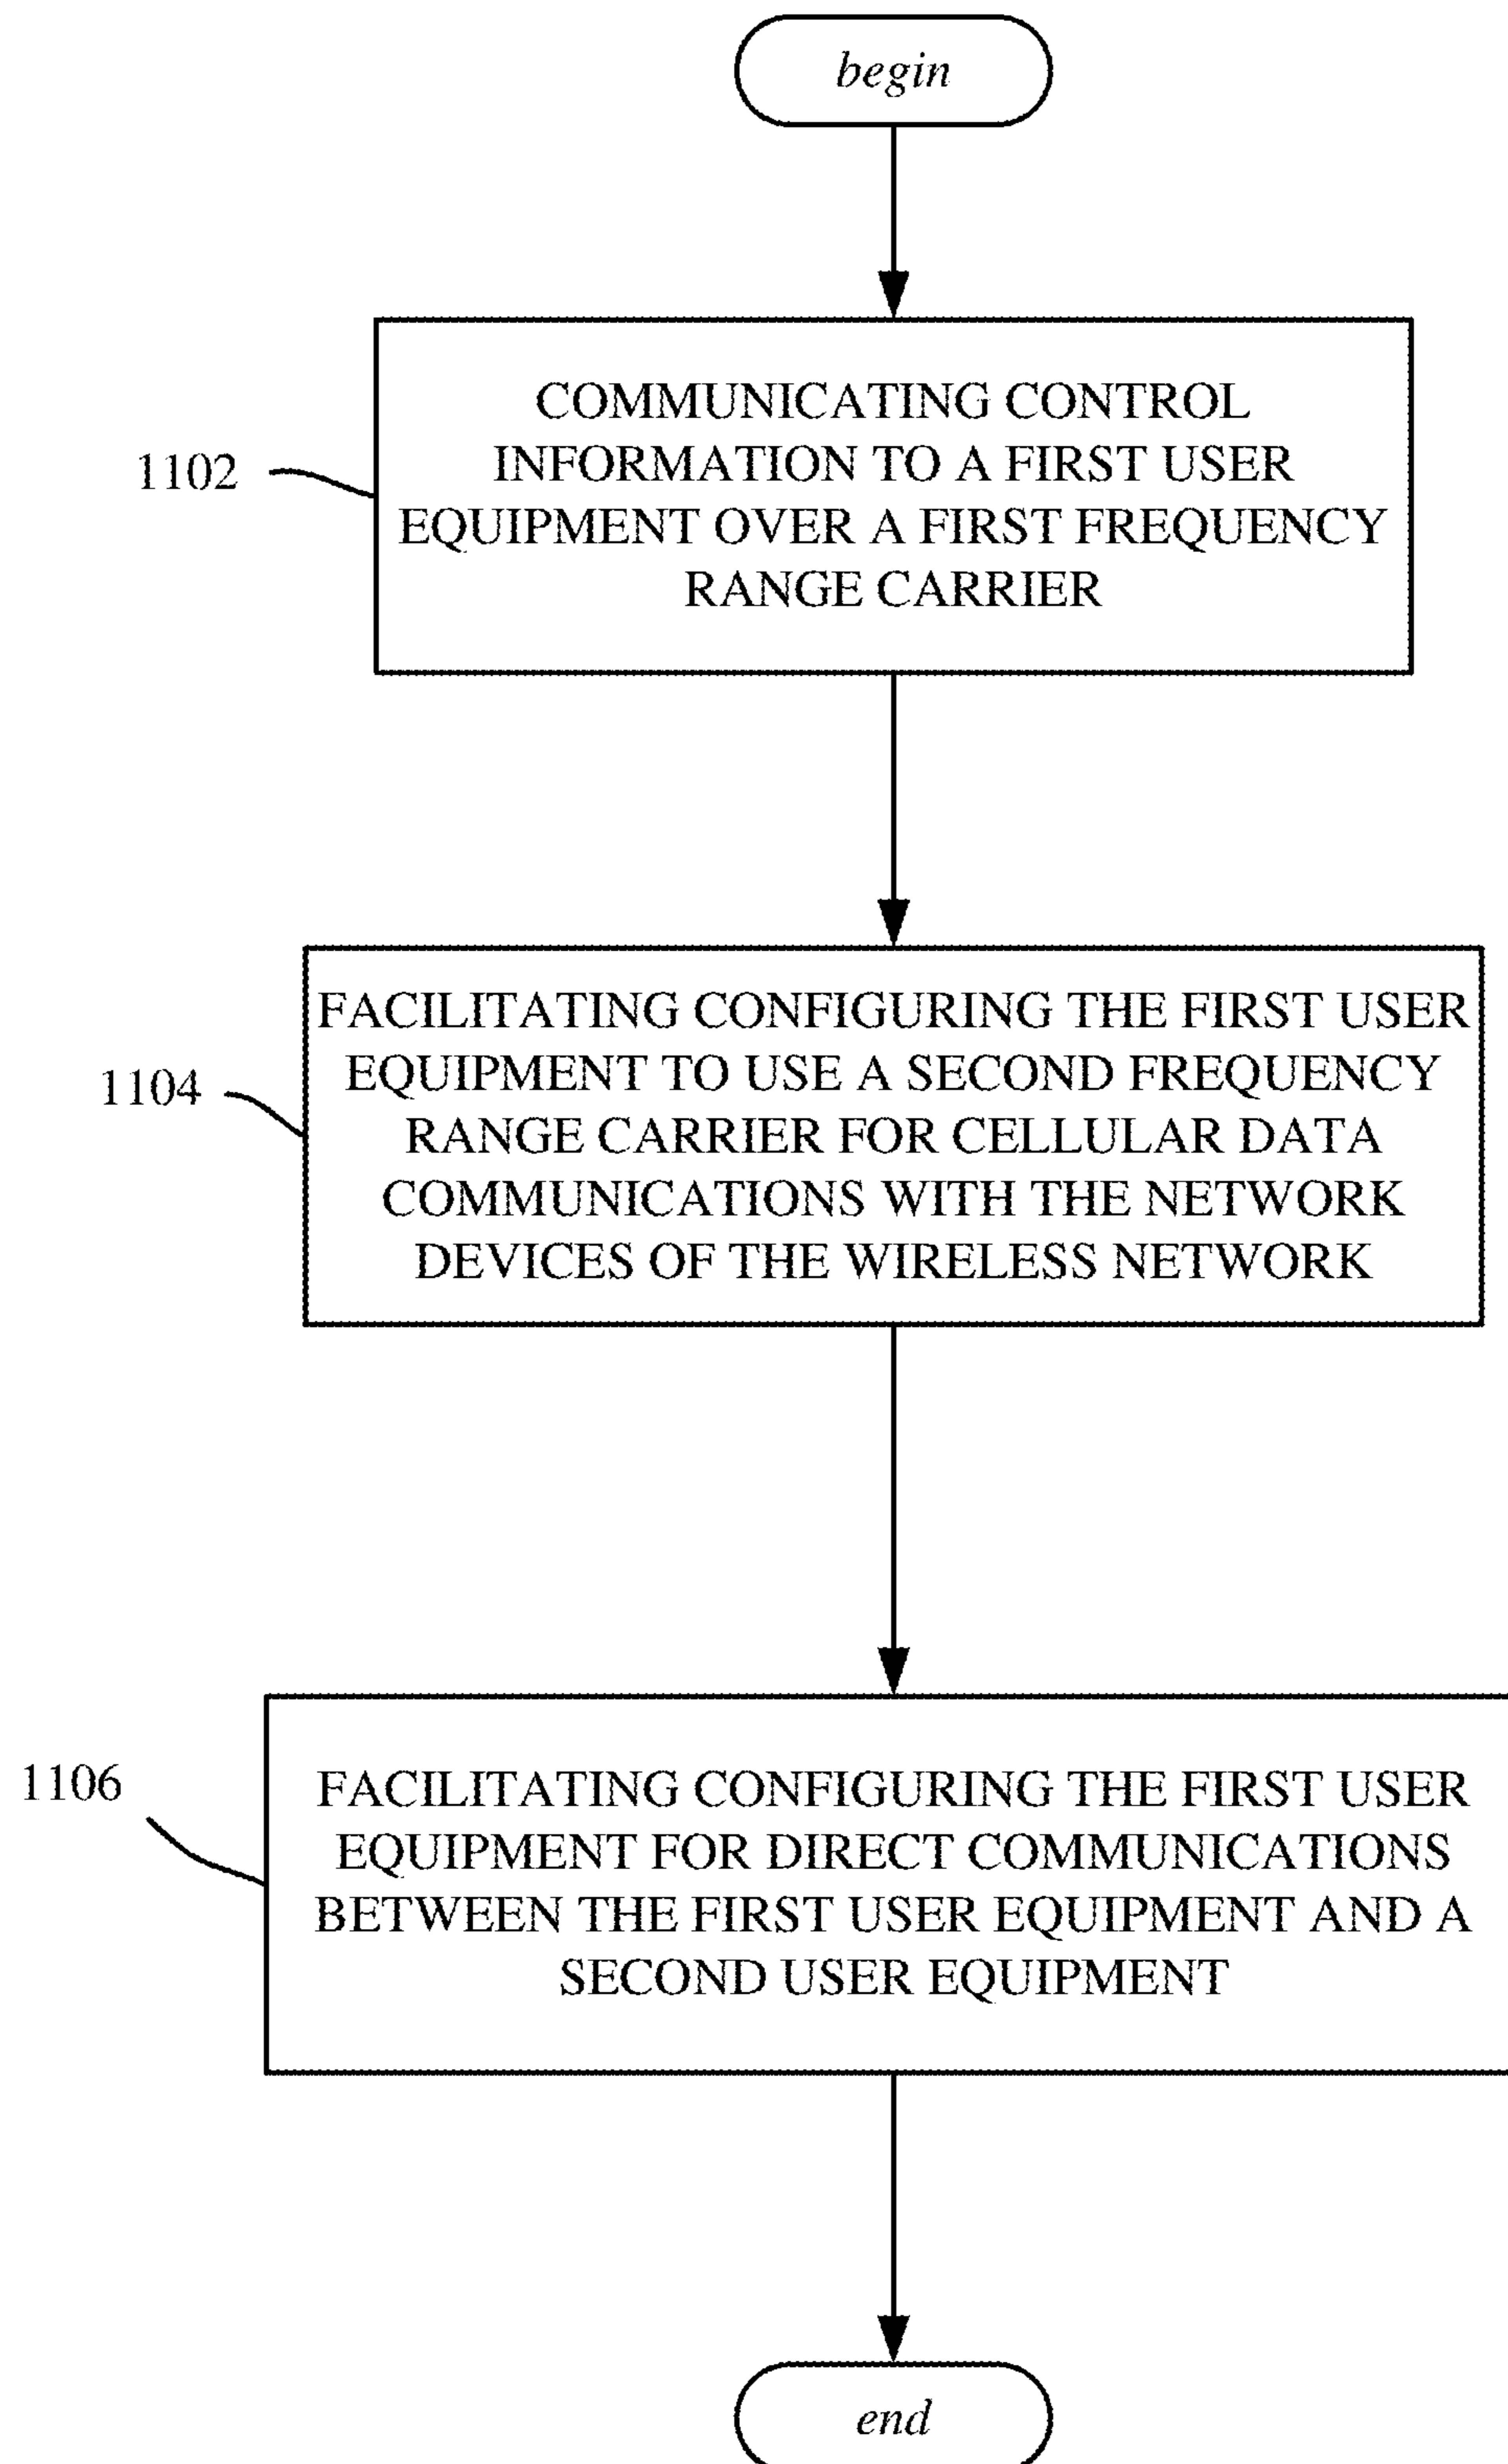 begin
1102
COMMUNICATING CONTROL
INFORMATION TO A FIRST USER
EQUIPMENT OVER A FIRST FREQUENCY
RANGE CARRIER
1104
FACILITATING CONFIGURING THE FIRST USER
EQUIPMENT TO USE A SECOND FREQUENCY
RANGE CARRIER FOR CELLULAR DATA
COMMUNICATIONS WITH THE NETWORK
DEVICES OF THE WIRELESS NETWORK
1106
FACILITATING CONFIGURING THE FIRST USER
EQUIPMENT FOR DIRECT COMMUNICATIONS
BETWEEN THE FIRST USER EQUIPMENT AND A
SECOND USER EQUIPMENT
end